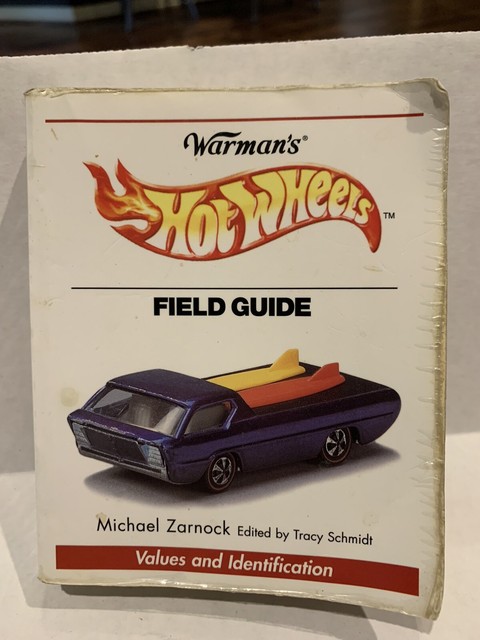 Warman's®
Hot Wheels™
FIELD GUIDE
Michael Zarnock Edited by Tracy Schmidt
Values and Identification